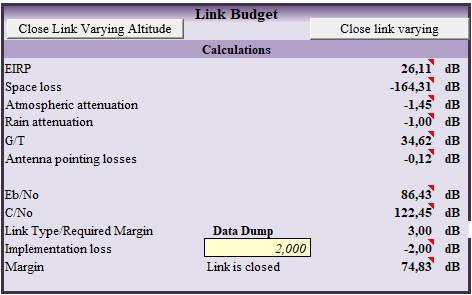 Link Budget
Close Link Varying Altitude Close link varying
Calculations
EIRP 26,11 dB
Space loss -164,31 dB
Atmospheric attenuation -1,45 dB
Rain attenuation -1,00 dB
G/T 34,62 dB
Antenna pointing losses -0,12 dB
Eb/No 86,43 dB
C/No 122,45 dB
Link Type/Required Margin Data Dump 3,00 dB
Implementation loss 2,000 -2,00 dB
Margin Link is closed 74,83 dB